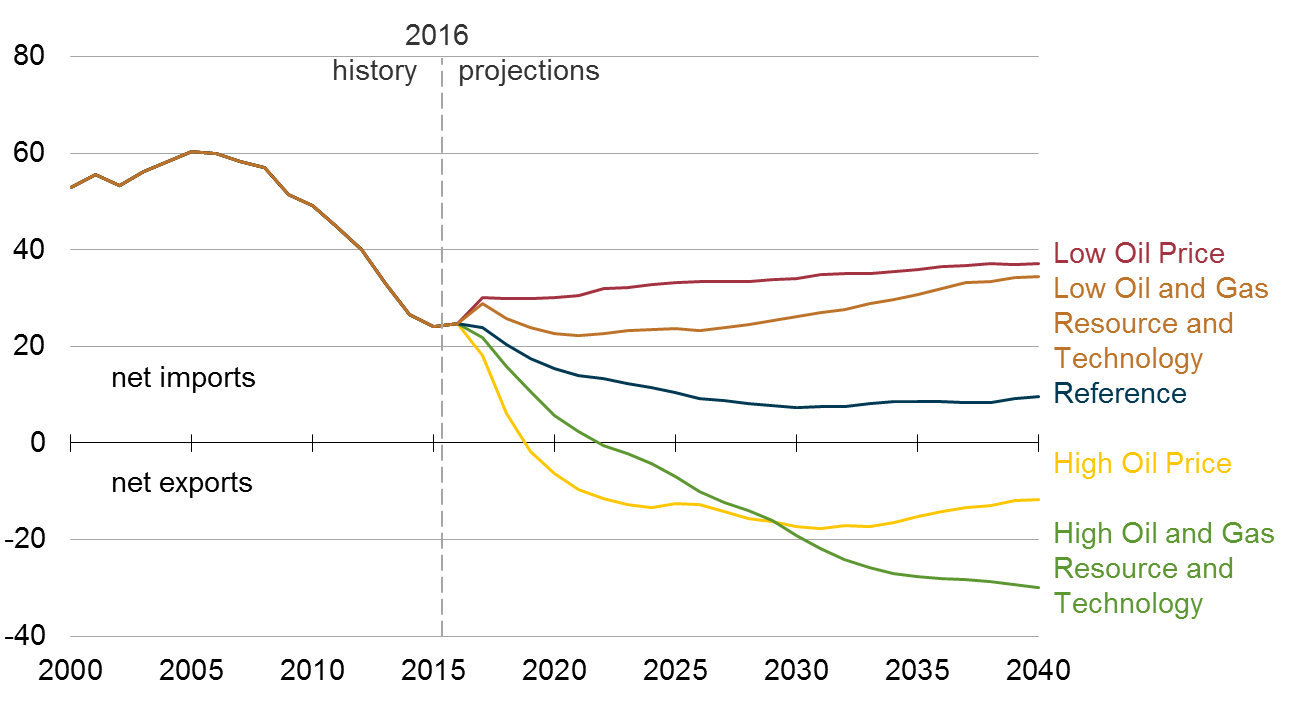 2016
history
projections
80
60
40
20
0
-20
-40
net imports
net exports
Low Oil Price
Low Oil and Gas
Resource and
Technology
Reference
High Oil Price
High Oil and Gas
Resource and
Technology
2000
2005
2010
2015
2020
2025
2030
2035
2040